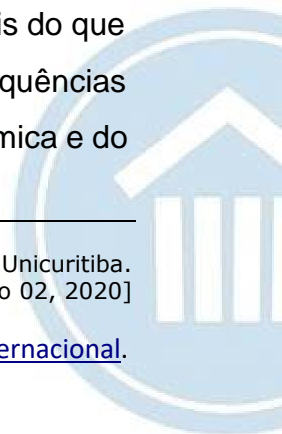 is do que
quências
mica e do
Unicuritiba.
o 02, 2020]
ernacional.